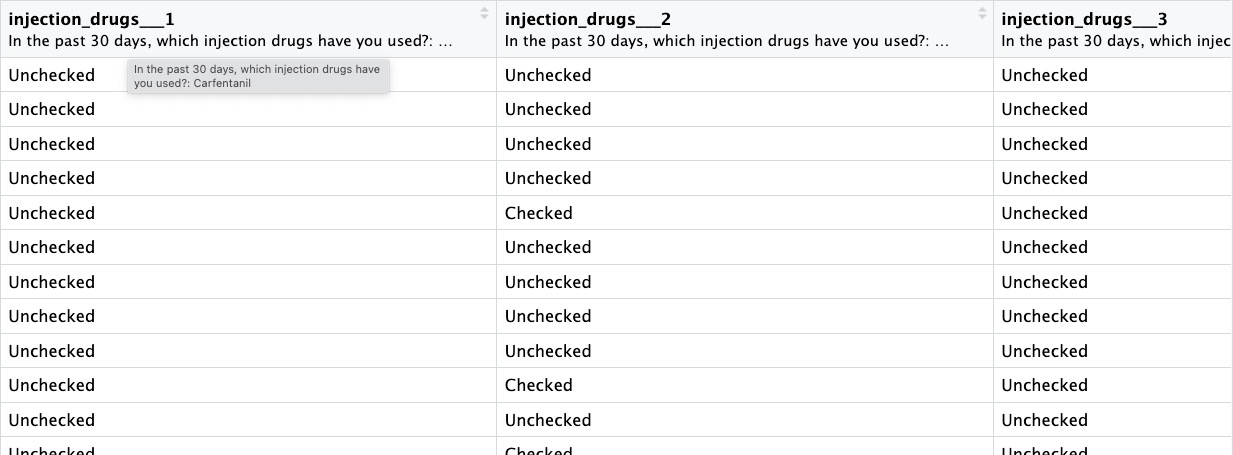 injection_drugs___1 injection_drugs___2 injection_drugs___3
In the past 30 days, which injection drugs have you used?: ... In the past 30 days, which injection drugs have you used?: ... In the past 30 days, which injec
In the past 30 days, which injection drugs have
you used?: Carfentanil
Unchecked Unchecked Unchecked
Unchecked Unchecked Unchecked
Unchecked Unchecked Unchecked
Unchecked Unchecked Unchecked
Unchecked Checked Unchecked
Unchecked Unchecked Unchecked
Unchecked Unchecked Unchecked
Unchecked Unchecked Unchecked
Unchecked Unchecked Unchecked
Unchecked Checked Unchecked
Unchecked Unchecked Unchecked
Unchecked Checked Unchecked